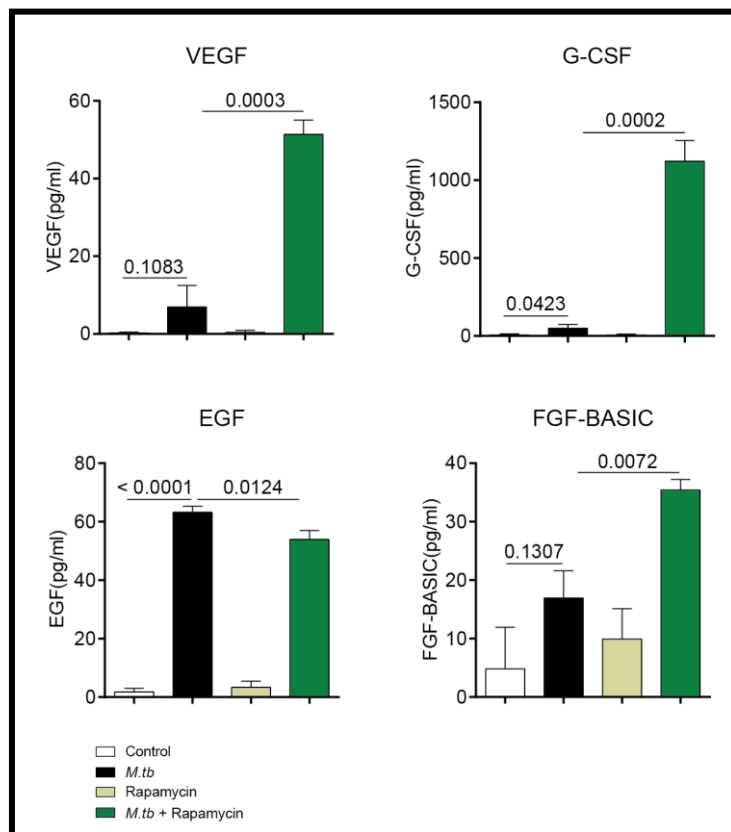 VEGF
VEGF(pg/ml)
60
40
20
0
0.1083
0.0003
G-CSF
G-CSF(pg/ml)
1500
1000
500
0
0.0423
0.0002
EGF
EGF(pg/ml)
80
60
40
20
0
< 0.0001
0.0124
FGF-BASIC
FGF-BASIC(pg/ml)
40
30
20
10
0
0.1307
0.0072
Control
M.tb
Rapamycin
M.tb + Rapamycin